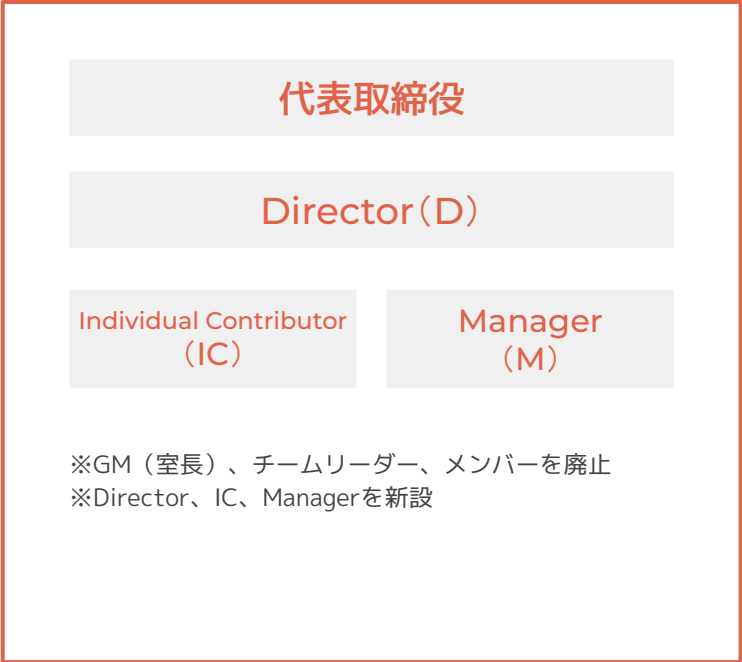 代表取締役
Director（D）
Individual Contributor
（IC）
Manager
（M）
※GM（室長）、チームリーダー、メンバーを廃止
※Director、IC、Managerを新設